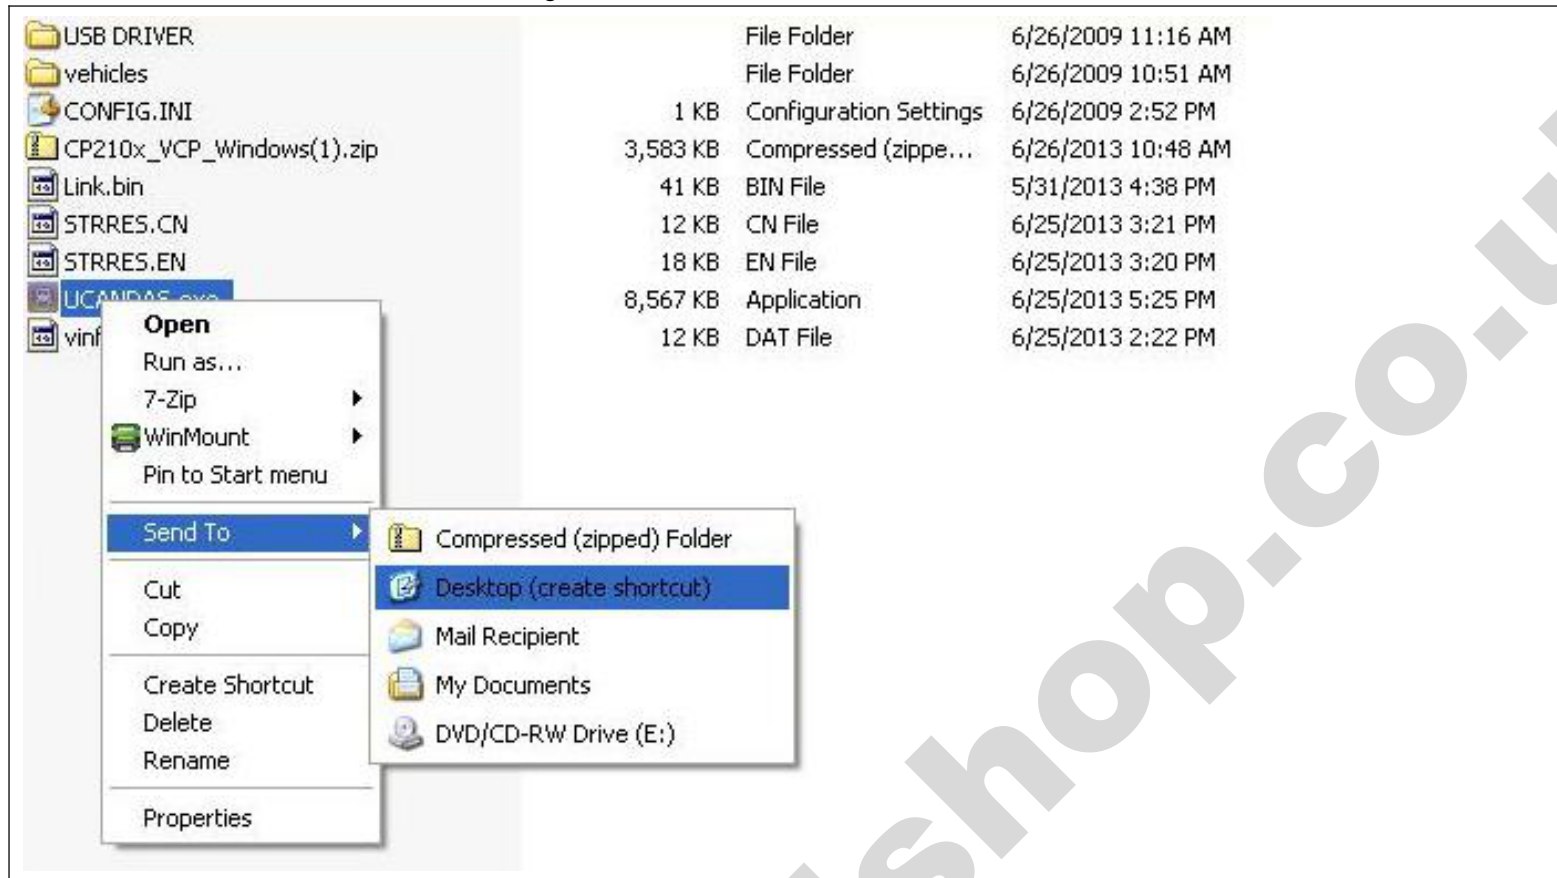 USB DRIVER File Folder 6/26/2009 11:16 AM
vehicles File Folder 6/26/2009 10:51 AM
CONFIG.INI 1 KB Configuration Settings 6/26/2009 2:52 PM
CP210x_VCP_Windows(1).zip 3,583 KB Compressed (zippe... 6/26/2013 10:48 AM
Link.bin 41 KB BIN File 5/31/2013 4:38 PM
STRRES.CN 12 KB CN File 6/25/2013 3:21 PM
STRRES.EN 18 KB EN File 6/25/2013 3:20 PM
UCANDAS.exe 8,567 KB Application 6/25/2013 5:25 PM
vinf 12 KB DAT File 6/25/2013 2:22 PM
Open
Run as...
7-Zip
WinMount
Pin to Start menu
Send To
Cut
Copy
Create Shortcut
Delete
Rename
Properties
Compressed (zipped) Folder
Desktop (create shortcut)
Mail Recipient
My Documents
DVD/CD-RW Drive (E:)
shop.co.u